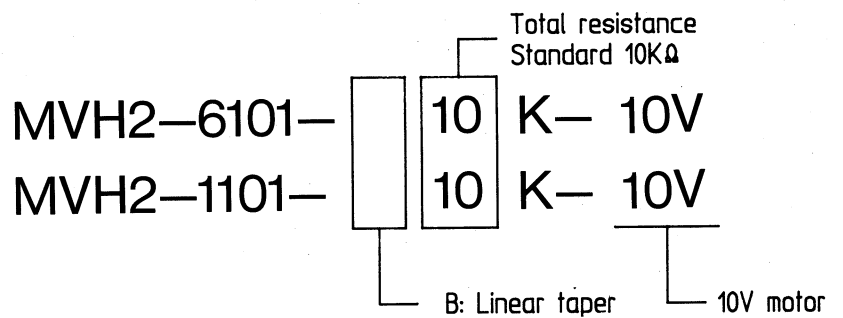 Total resistance
Standard 10KΩ
MVH2—6101— 10 K— 10V
MVH2—1101— 10 K— 10V
B: Linear taper
10V motor